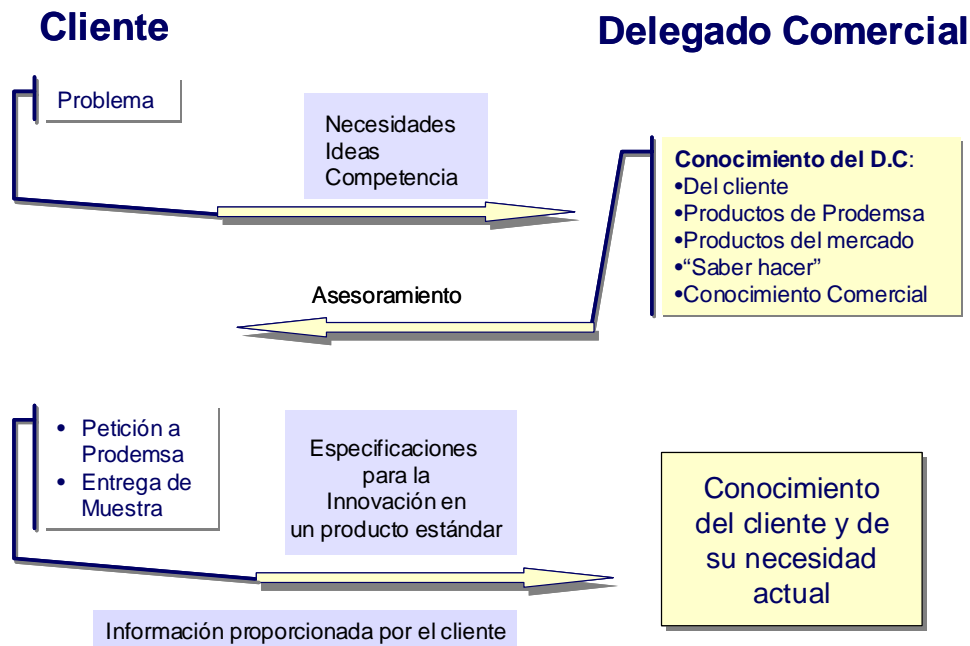 Cliente
Delegado Comercial
Problema
Necesidades
Ideas
Competencia
Conocimiento del D.C:
•Del cliente
•Productos de Prodemsa
•Productos del mercado
•“Saber hacer”
•Conocimiento Comercial
Asesoramiento
• Petición a
Prodemsa
• Entrega de
Muestra
Especificaciones
para la
Innovación en
un producto estándar
Conocimiento
del cliente y de
su necesidad
actual
Información proporcionada por el cliente